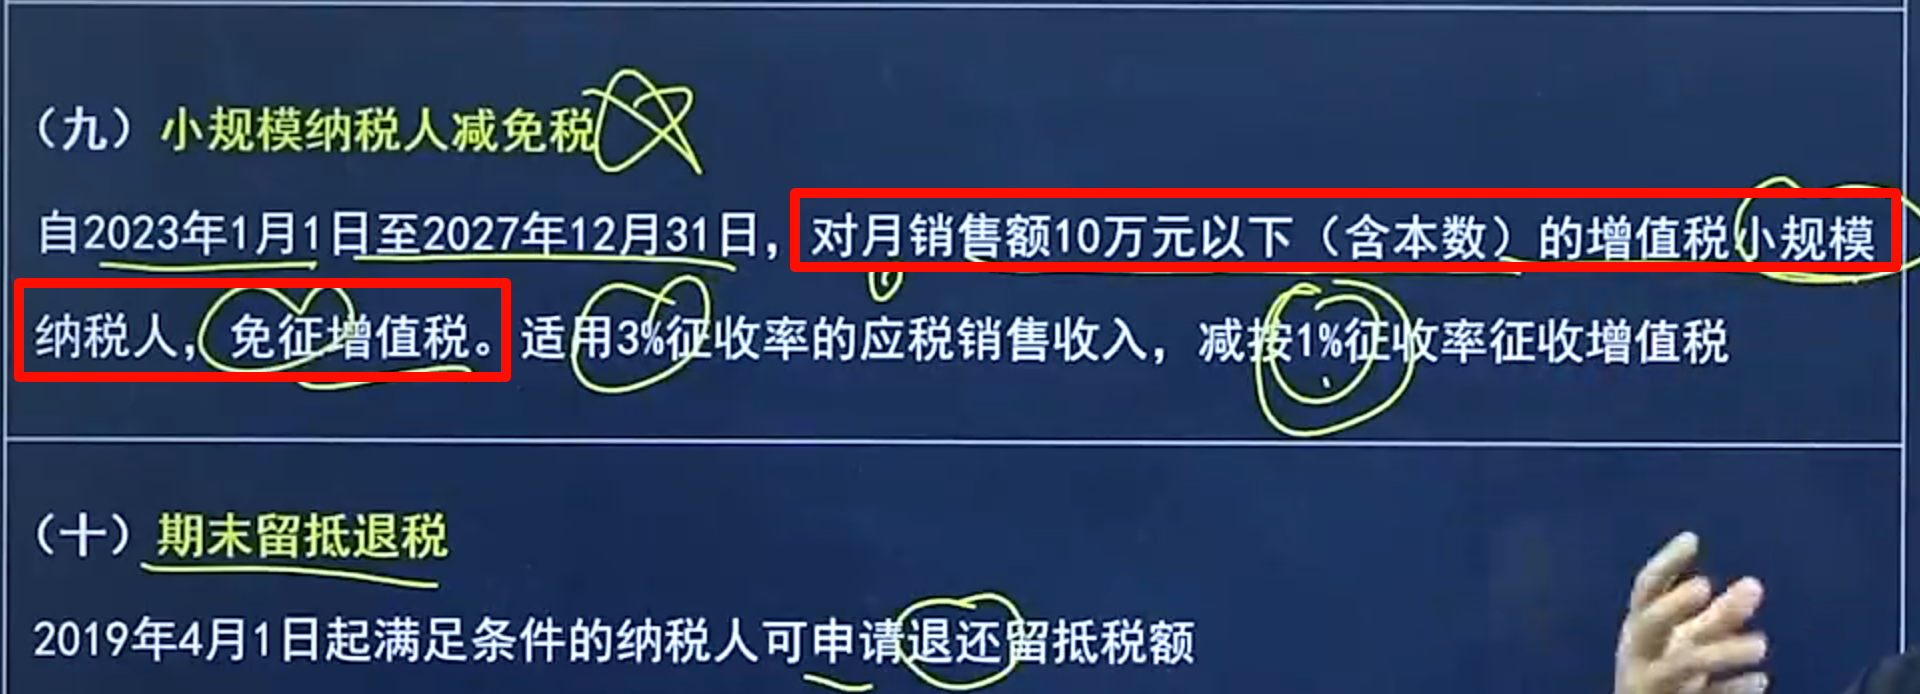 （九）小规模纳税人减免税
自2023年1月1日至2027年12月31日，对月销售额10万元以下（含本数）的增值税小规模
纳税人，免征增值税。适用3%征收率的应税销售收入，减按1%征收率征收增值税
（十）期末留抵退税
2019年4月1日起满足条件的纳税人可申请退还留抵税额